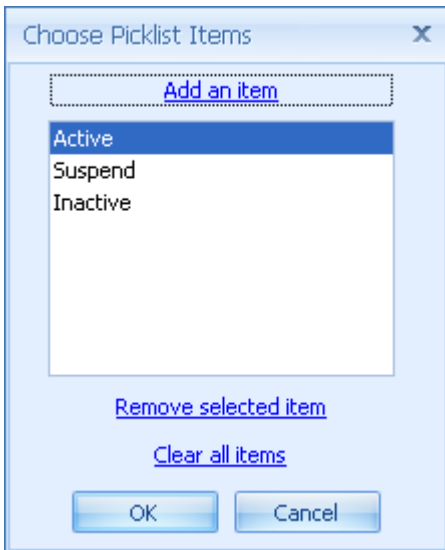 Choose Picklist Items
Add an item
Active
Suspend
Inactive
Remove selected item
Clear all items
OK Cancel